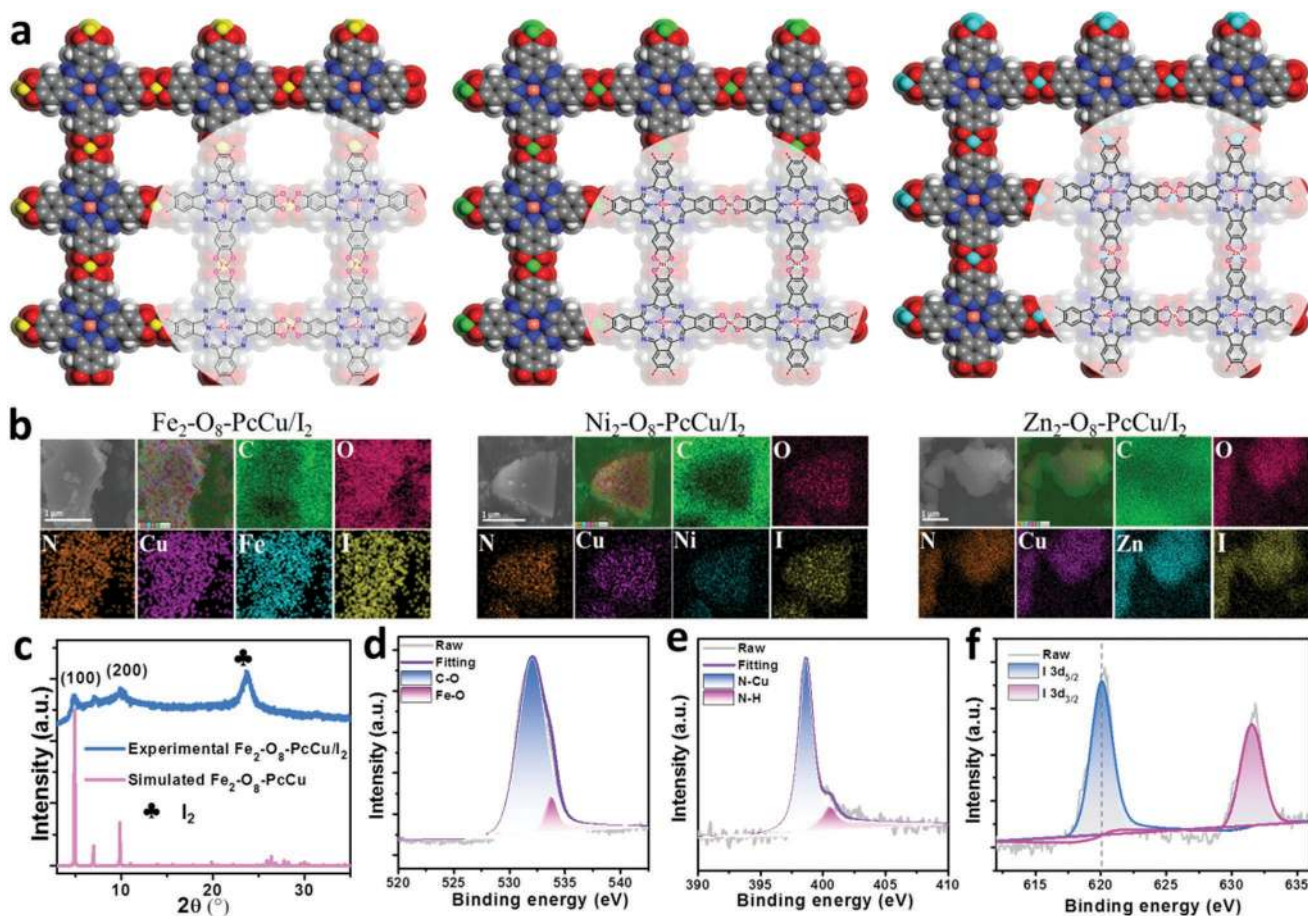 a
b
Fe₂-O₈-PcCu/I₂
Ni₂-O₈-PcCu/I₂
Zn₂-O₈-PcCu/I₂
C
O
C
O
C
O
1 µm
1 µm
1 µm
N
Cu
Fe
I
N
Cu
Ni
I
N
Cu
Zn
I
c
(100)
(200)
♣
Experimental Fe₂-O₈-PcCu/I₂
Simulated Fe₂-O₈-PcCu
♣ I₂
Intensity (a.u.)
10
20
30
2θ (°)
d
Raw
Fitting
C-O
Fe-O
Intensity (a.u.)
520
525
530
535
540
Binding energy (eV)
e
Raw
Fitting
N-Cu
N-H
Intensity (a.u.)
390
395
400
405
410
Binding energy (eV)
f
Raw
I 3d₅/₂
I 3d₃/₂
Intensity (a.u.)
615
620
625
630
635
Binding energy (eV)